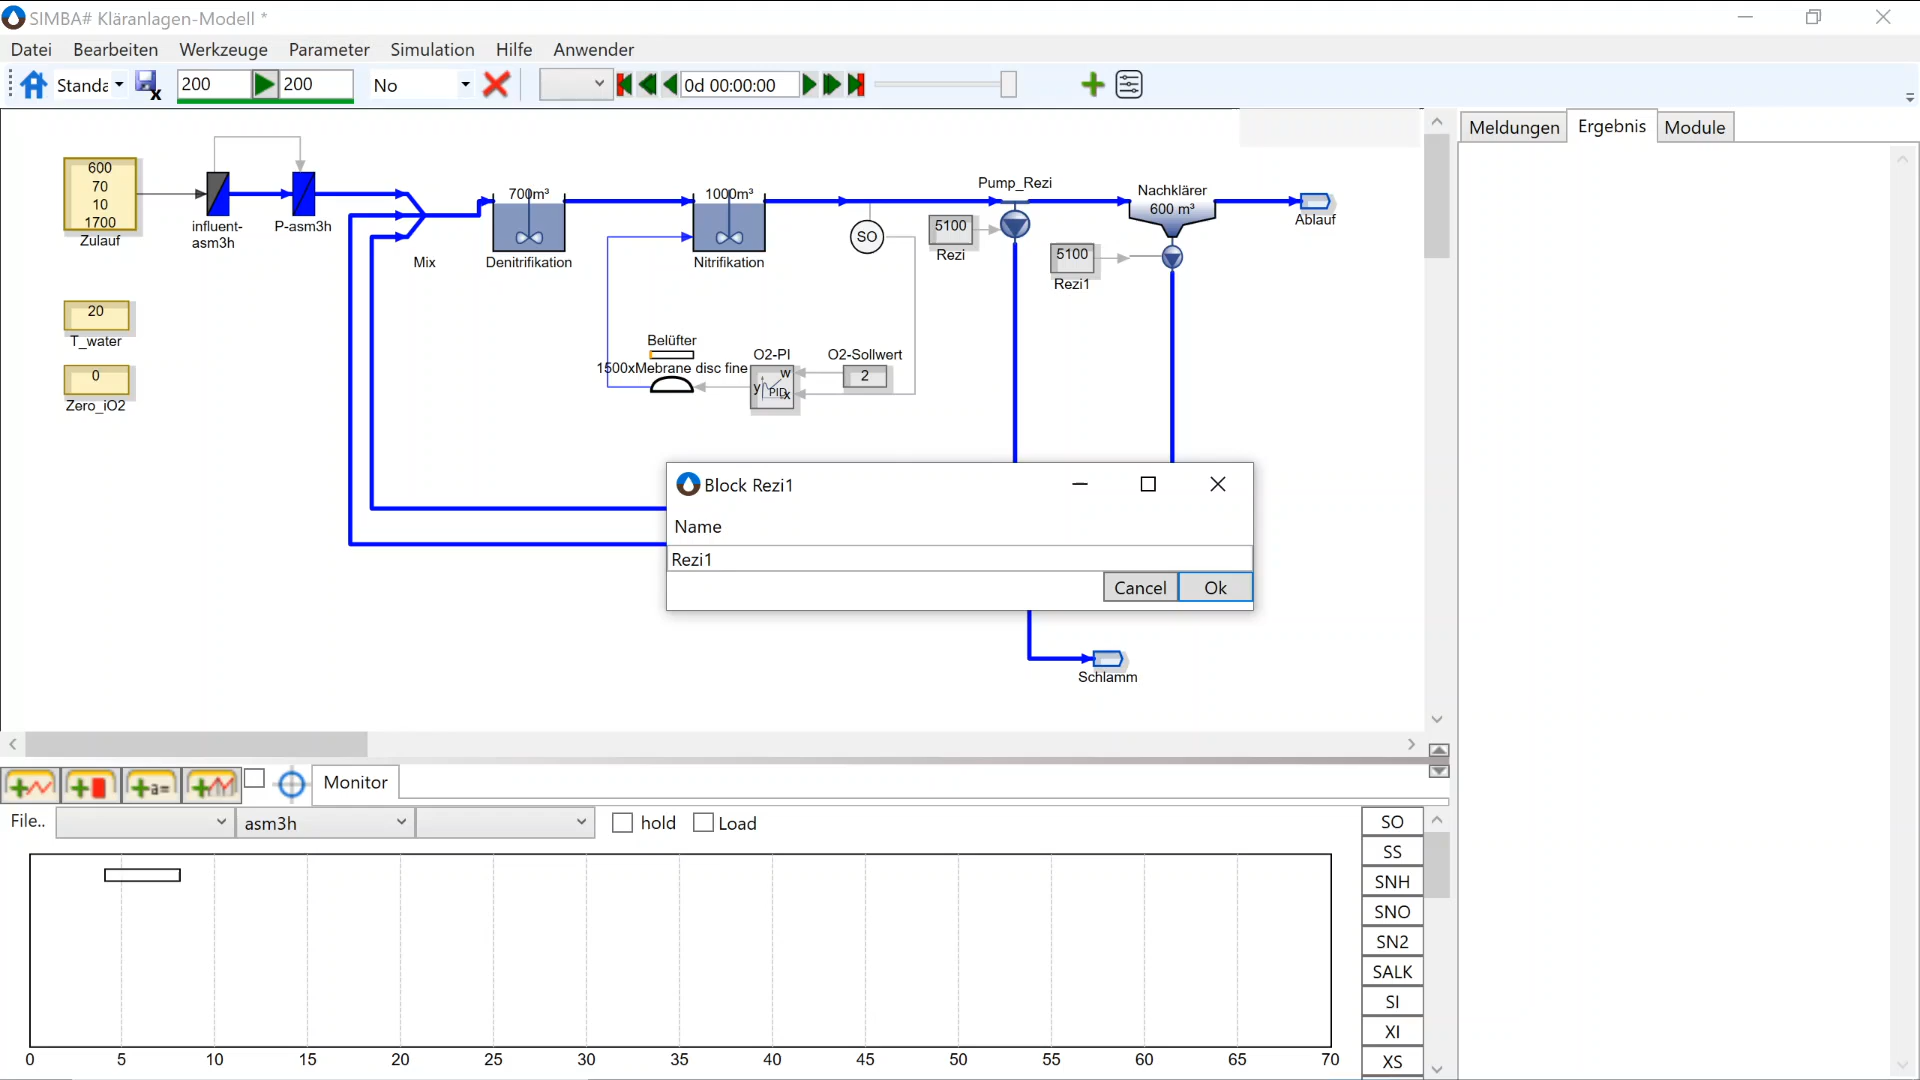 SIMBA# Kläranlagen-Modell *
Datei Bearbeiten Werkzeuge Parameter Simulation Hilfe Anwender
Standa 200 200 No 0d 00:00:00
Meldungen Ergebnis Module
600
70
10
1700
Zulauf
influent-
asm3h
P-asm3h
Mix
700m³
Denitrifikation
1000m³
Nitrifikation
SO
Pump_Rezi
5100
Rezi
Nachklärer
600 m³
5100
Rezi1
Ablauf
20
T_water
0
Zero_iO2
Belüfter
1500xMebrane disc fine
O2-PI
w
y PID x
O2-Sollwert
2
Block Rezi1
Name
Rezi1
Cancel Ok
Schlamm
a= Monitor
File.. asm3h hold Load
SO
SS
SNH
SNO
SN2
SALK
SI
XI
XS
0 5 10 15 20 25 30 35 40 45 50 55 60 65 70